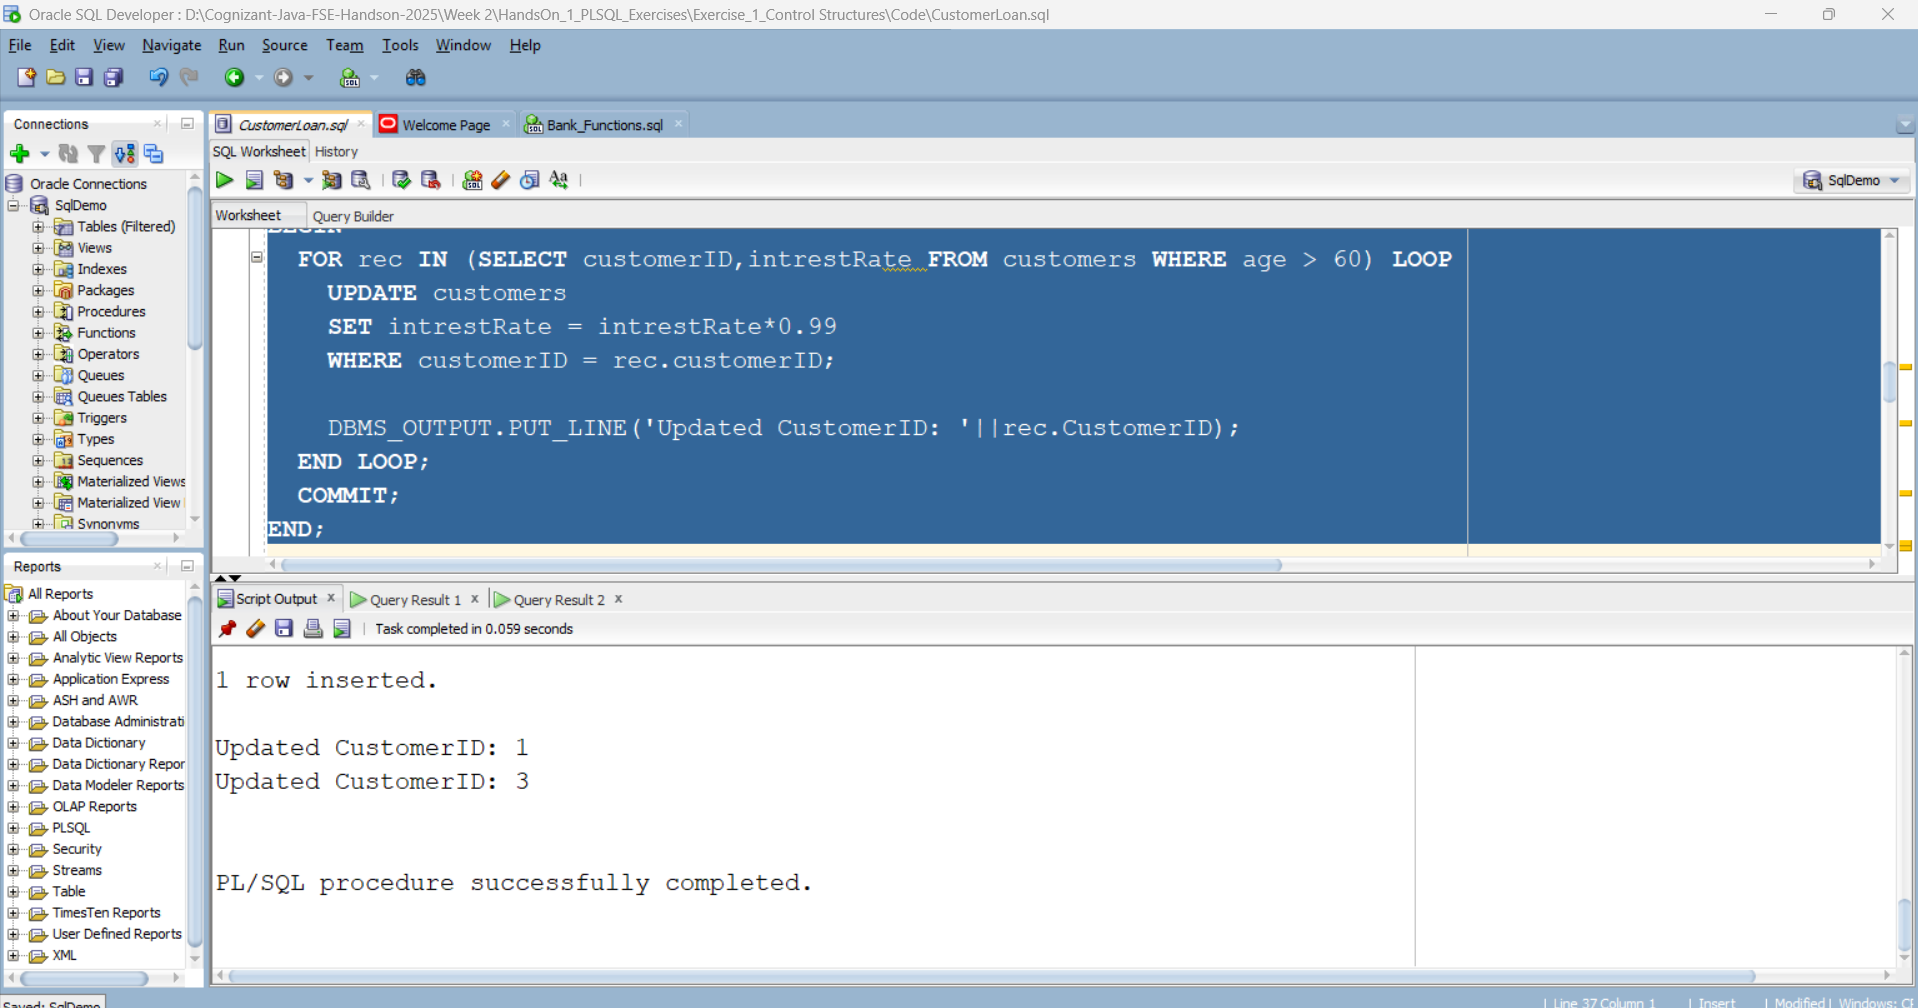 Oracle SQL Developer : D:\Cognizant-Java-FSE-Handson-2025\Week 2\HandsOn_1_PLSQL_Exercises\Exercise_1_Control Structures\Code\CustomerLoan.sql
File Edit View Navigate Run Source Team Tools Window Help
Connections
Oracle Connections
SqlDemo
Tables (Filtered)
Views
Indexes
Packages
Procedures
Functions
Operators
Queues
Queues Tables
Triggers
Types
Sequences
Materialized Views
Materialized View
Synonyms
Reports
All Reports
About Your Database
All Objects
Analytic View Reports
Application Express
ASH and AWR
Database Administrati
Data Dictionary
Data Dictionary Repor
Data Modeler Reports
OLAP Reports
PLSQL
Security
Streams
Table
TimesTen Reports
User Defined Reports
XML
CustomerLoan.sql Welcome Page Bank_Functions.sql
SQL Worksheet History
SqlDemo
Worksheet Query Builder
BEGIN
FOR rec IN (SELECT customerID,intrestRate FROM customers WHERE age > 60) LOOP
UPDATE customers
SET intrestRate = intrestRate*0.99
WHERE customerID = rec.customerID;
DBMS_OUTPUT.PUT_LINE('Updated CustomerID: '||rec.CustomerID);
END LOOP;
COMMIT;
END;
Script Output Query Result 1 Query Result 2
Task completed in 0.059 seconds
1 row inserted.
Updated CustomerID: 1
Updated CustomerID: 3
PL/SQL procedure successfully completed.
Saved: SqlDemo
Line 37 Column 1 Insert Modified Windows: C